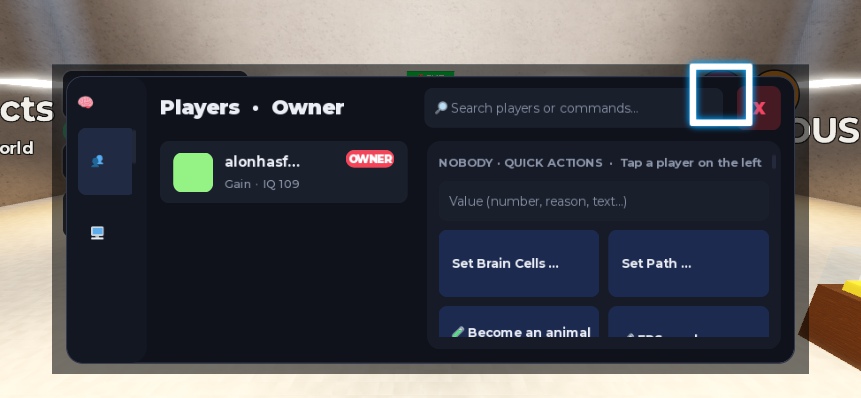 cts
orld
Players • Owner
Search players or commands...
X
OUS
alonhasf...
OWNER
Gain · IQ 109
NOBODY · QUICK ACTIONS • Tap a player on the left
Value (number, reason, text...)
Set Brain Cells ...
Set Path ...
Become an animal